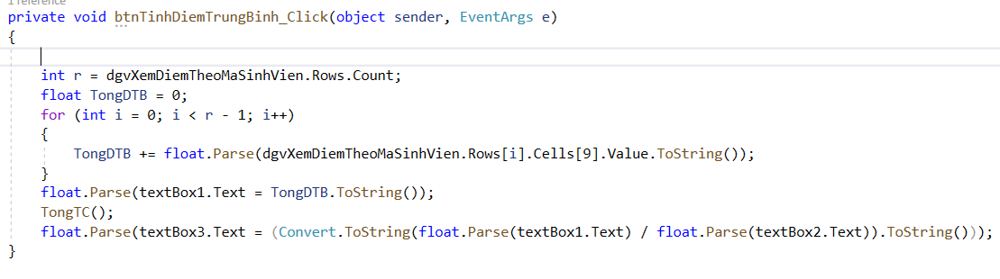 1 reference
private void btnTinhDiemTrungBinh_Click(object sender, EventArgs e)
{
int r = dgvXemDiemTheoMaSinhVien.Rows.Count;
float TongDTB = 0;
for (int i = 0; i < r - 1; i++)
{
TongDTB += float.Parse(dgvXemDiemTheoMaSinhVien.Rows[i].Cells[9].Value.ToString());
}
float.Parse(textBox1.Text = TongDTB.ToString());
TongTC();
float.Parse(textBox3.Text = (Convert.ToString(float.Parse(textBox1.Text) / float.Parse(textBox2.Text)).ToString()));
}